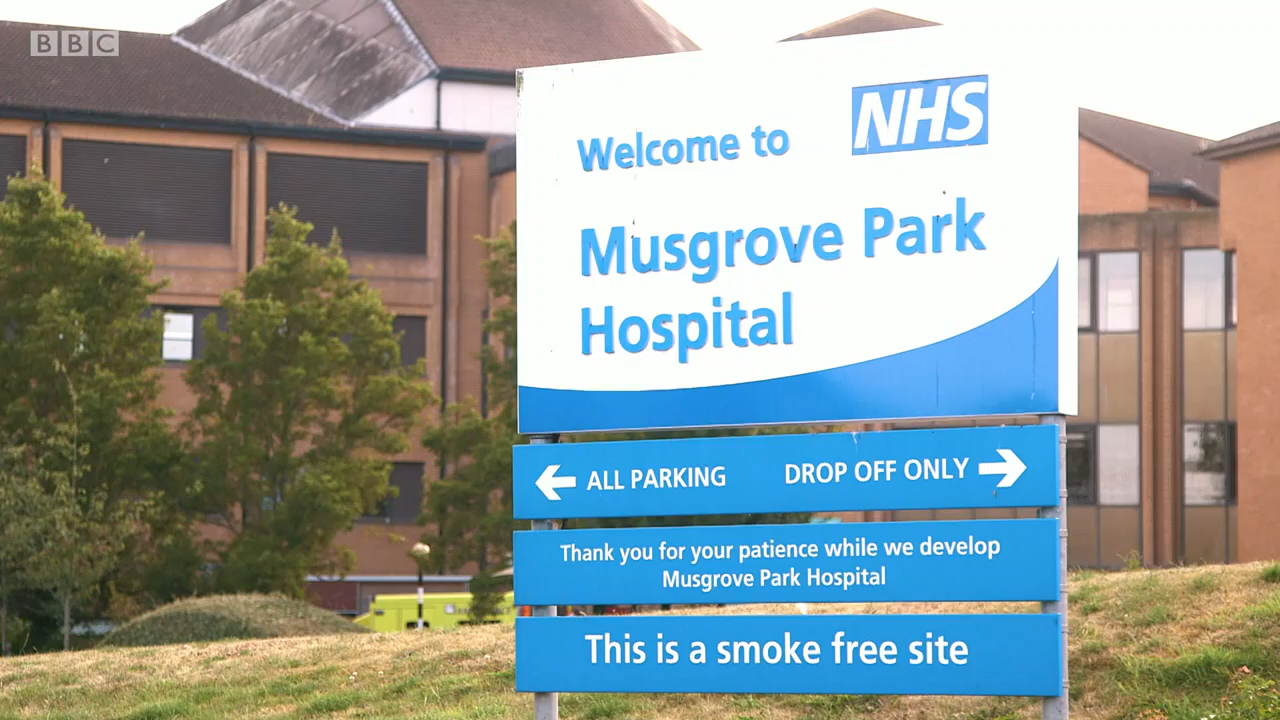 BBC
Welcome to
NHS
Musgrove Park
Hospital
ALL PARKING
DROP OFF ONLY
Thank you for your patience while we develop
Musgrove Park Hospital
This is a smoke free site